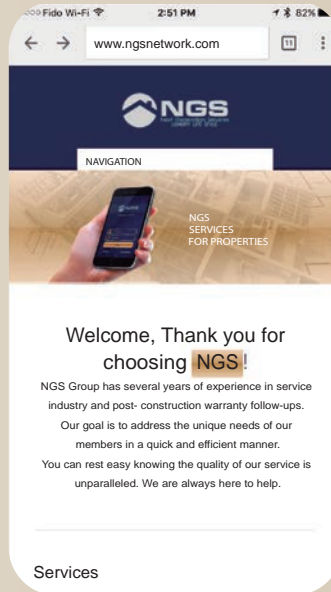 Fido Wi-Fi 2:51 PM 82%
www.ngsnetwork.com 11
NGS
NAVIGATION
NGS
SERVICES
FOR PROPERTIES
Welcome, Thank you for
choosing NGS!
NGS Group has several years of experience in service
industry and post- construction warranty follow-ups.
Our goal is to address the unique needs of our
members in a quick and efficient manner.
You can rest easy knowing the quality of our service is
unparalleled. We are always here to help.
Services